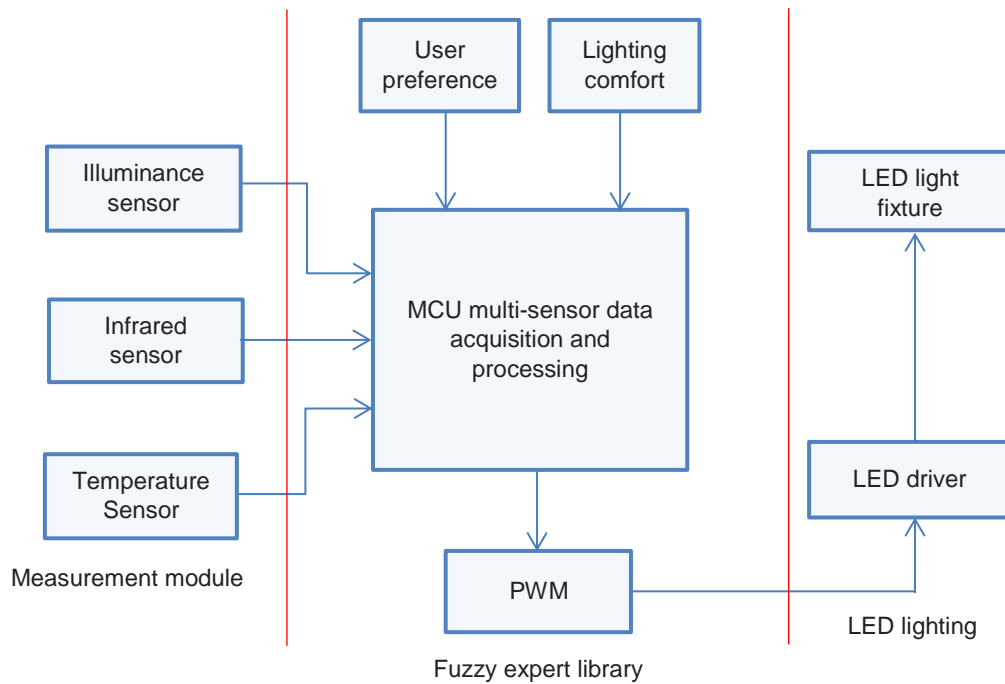 User
preference
Lighting
comfort
Illuminance
sensor
LED light
fixture
Infrared
sensor
MCU multi-sensor data
acquisition and
processing
Temperature
Sensor
LED driver
Measurement module
PWM
LED lighting
Fuzzy expert library